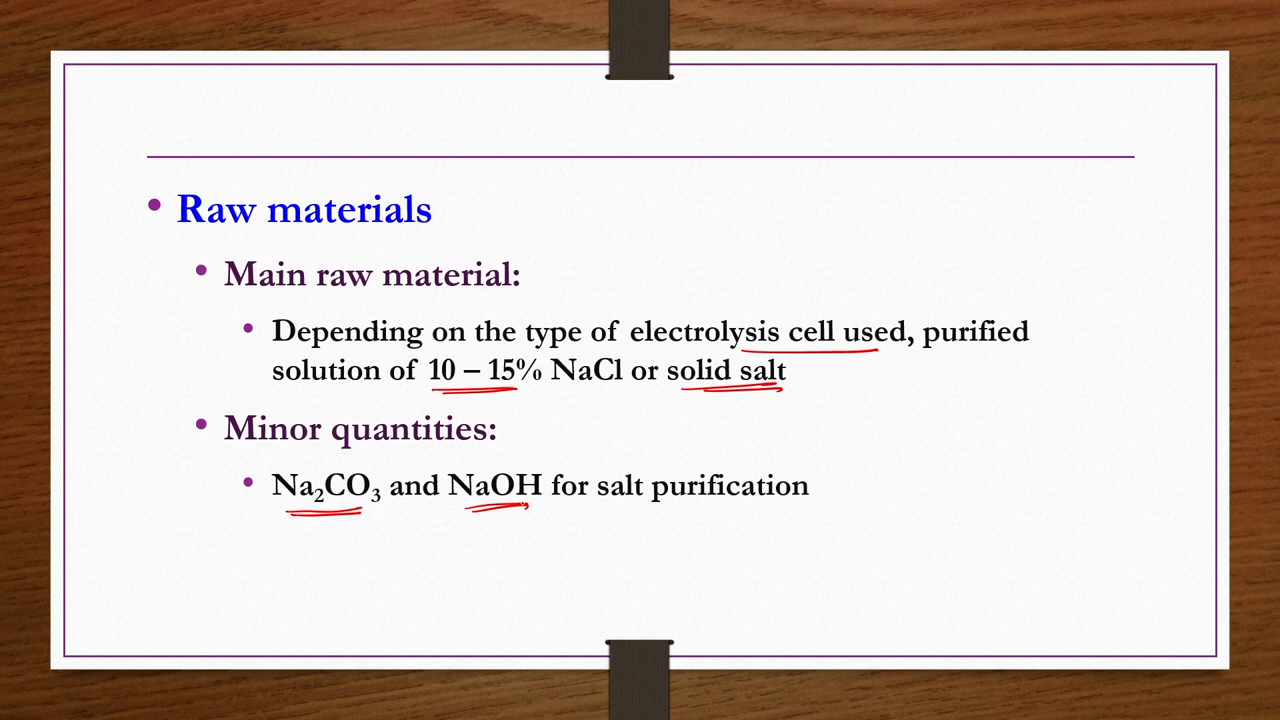 • Raw materials
• Main raw material:
• Depending on the type of electrolysis cell used, purified
solution of 10 – 15% NaCl or solid salt
• Minor quantities:
• Na₂CO₃ and NaOH for salt purification